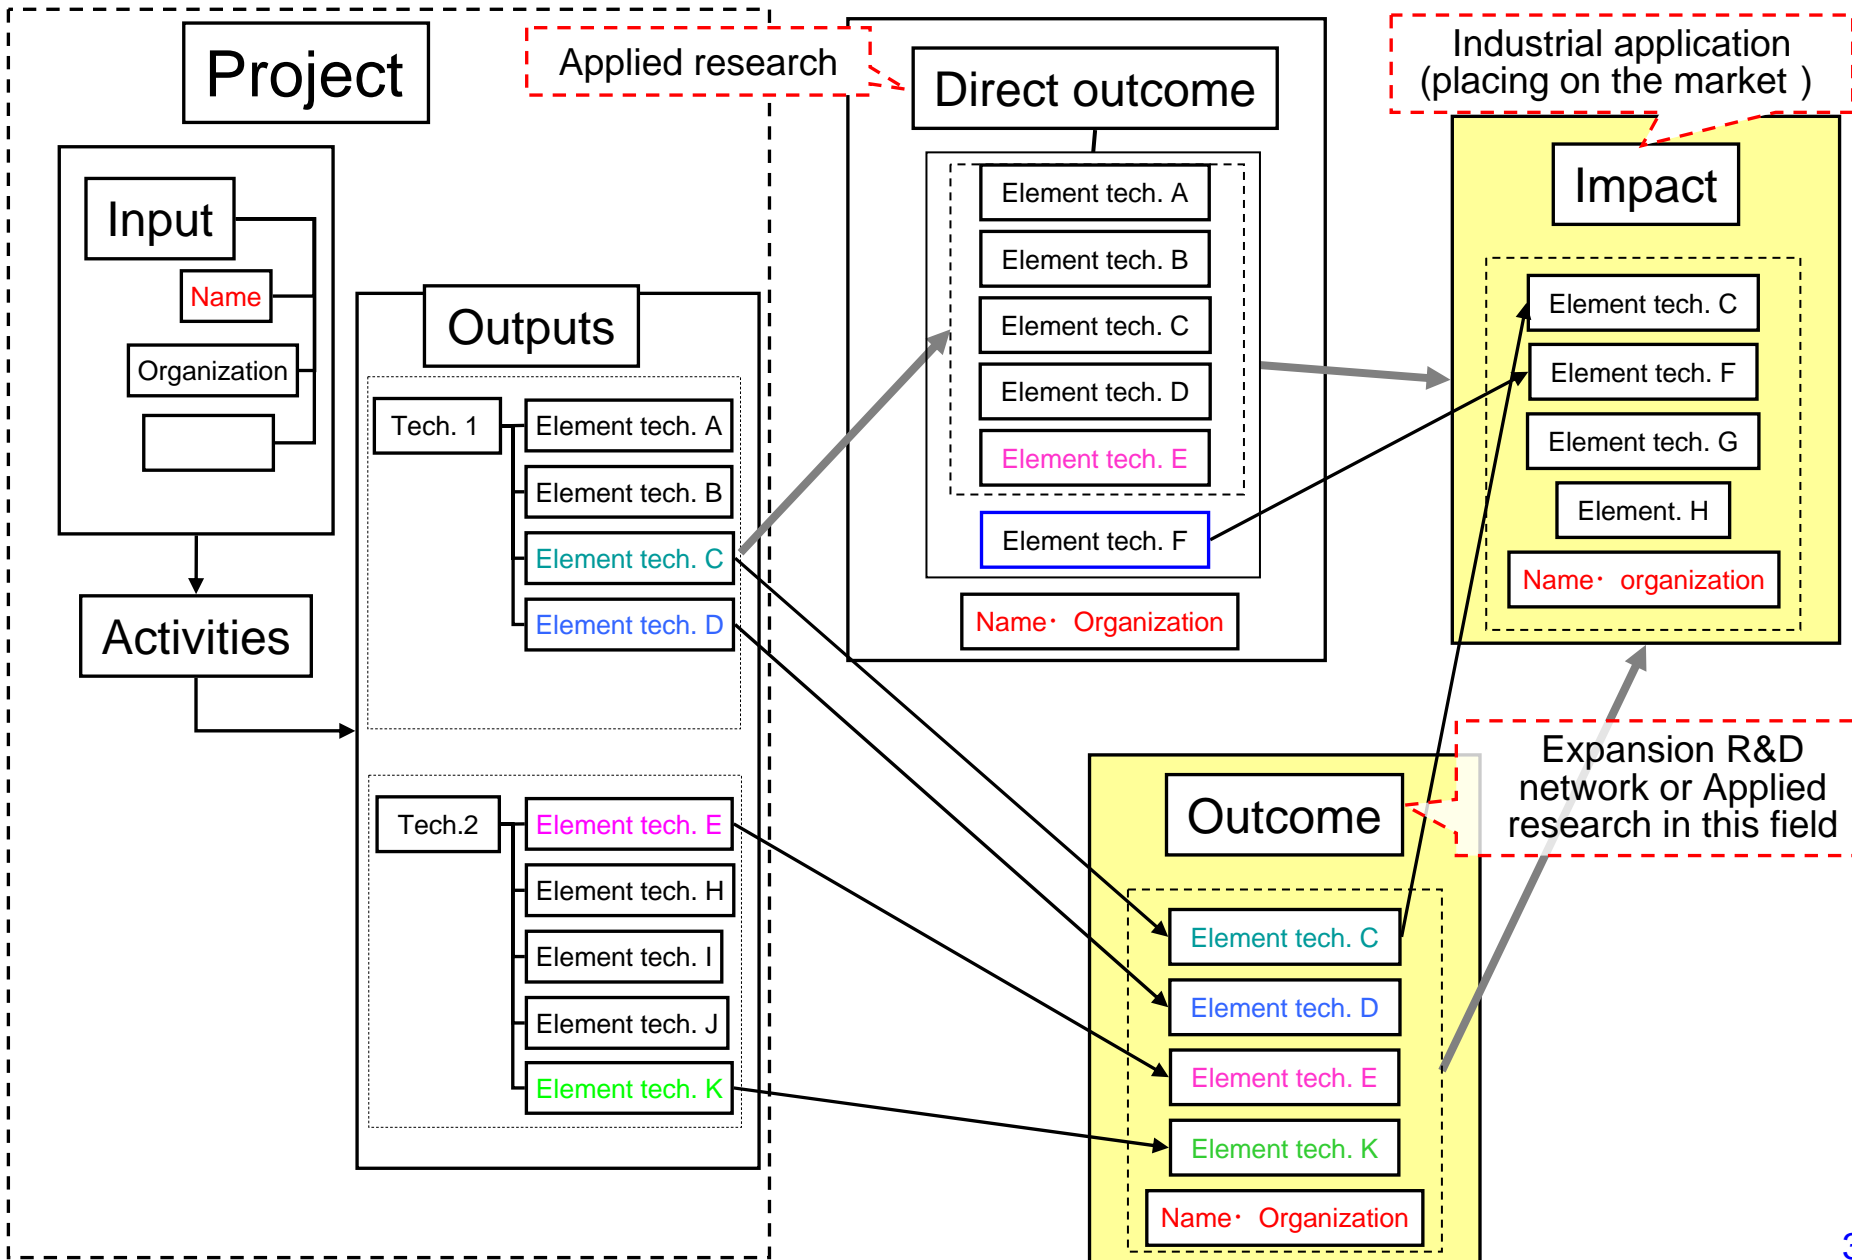 Project
Applied research
Direct outcome
Industrial application
(placing on the market )
Impact
Input
Name
Organization
Activities
Outputs
Tech. 1
Element tech. A
Element tech. B
Element tech. C
Element tech. D
Tech.2
Element tech. E
Element tech. H
Element tech. I
Element tech. J
Element tech. K
Element tech. A
Element tech. B
Element tech. C
Element tech. D
Element tech. E
Element tech. F
Name・ Organization
Element tech. C
Element tech. F
Element tech. G
Element. H
Name・ organization
Expansion R&D
network or Applied
research in this field
Outcome
Element tech. C
Element tech. D
Element tech. E
Element tech. K
Name・ Organization